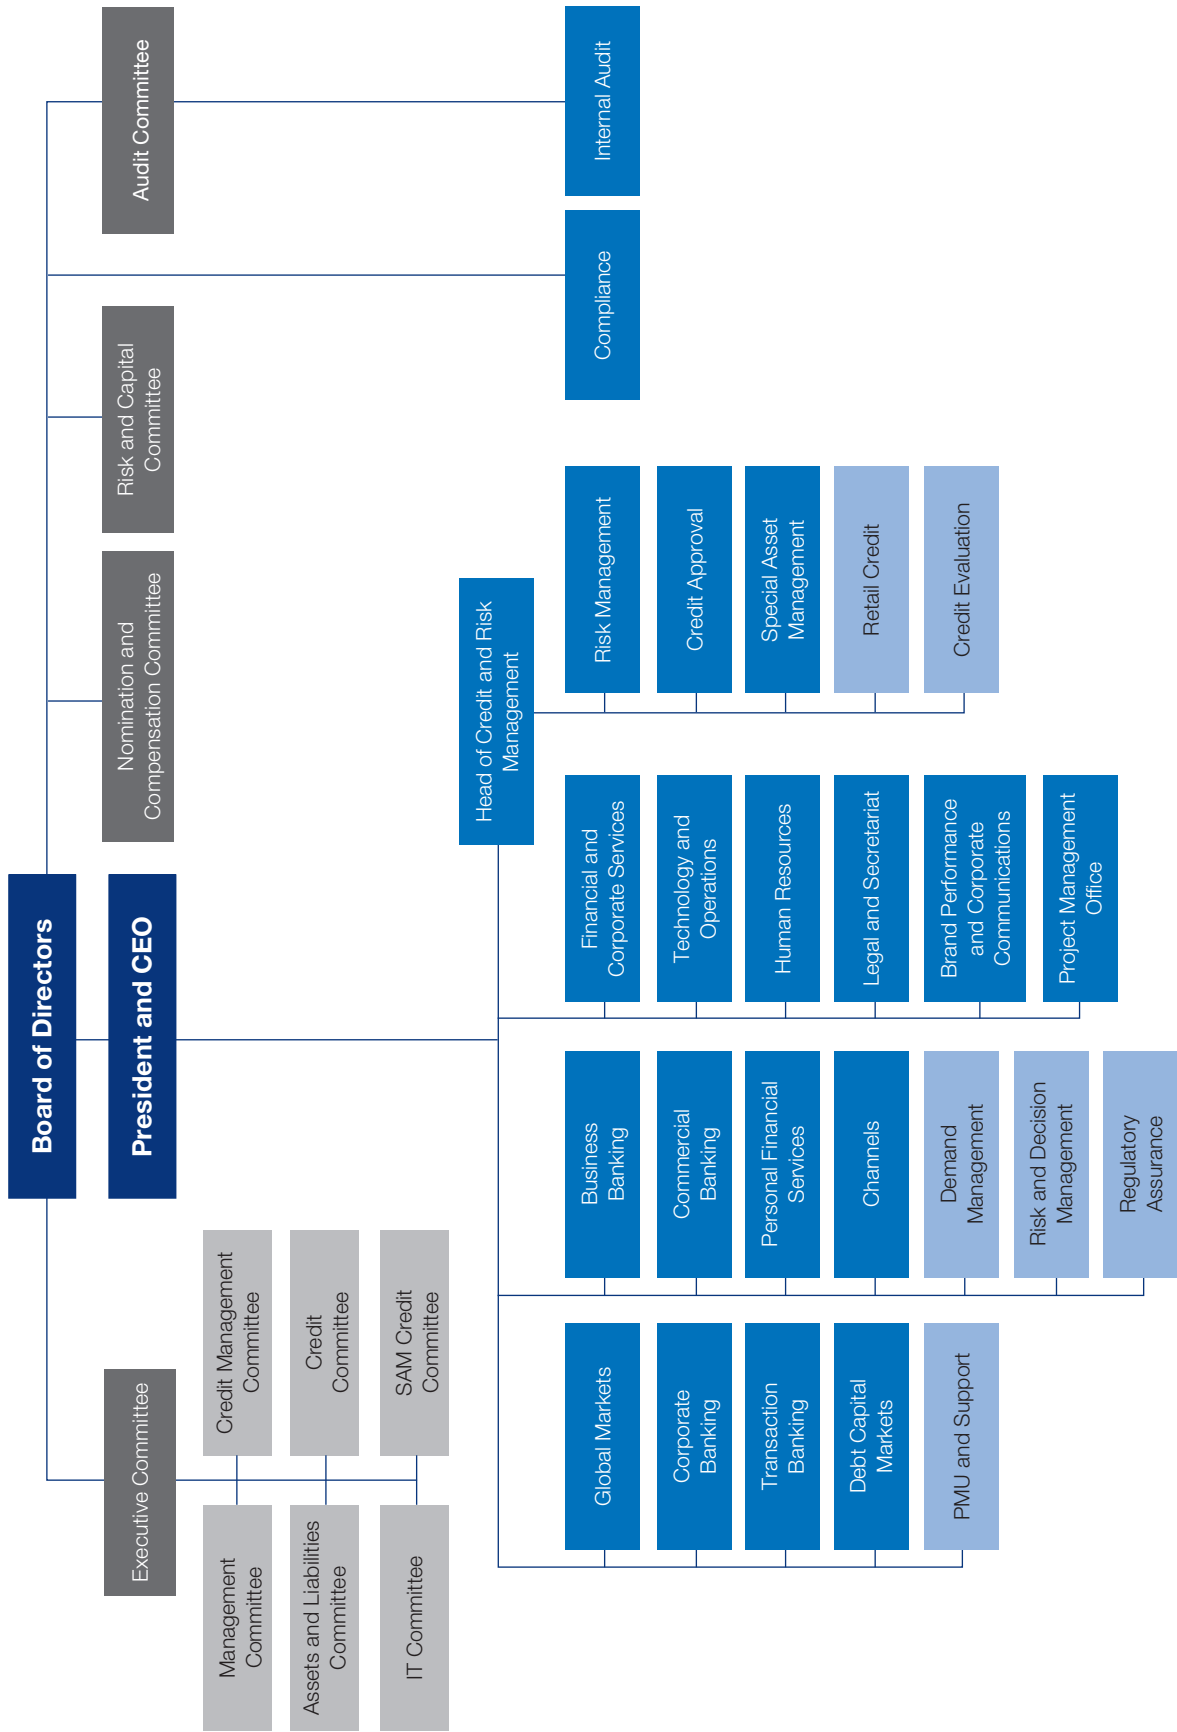 Board of Directors
President and CEO
Executive Committee
Nomination and
Compensation Committee
Risk and Capital
Committee
Audit Committee
Management
Committee
Credit Management
Committee
Assets and Liabilities
Committee
Credit
Committee
IT Committee
SAM Credit
Committee
Head of Credit and Risk
Management
Global Markets
Corporate
Banking
Transaction
Banking
Debt Capital
Markets
PMU and Support
Business
Banking
Commercial
Banking
Personal Financial
Services
Channels
Demand
Management
Risk and Decision
Management
Regulatory
Assurance
Financial and
Corporate Services
Technology and
Operations
Human Resources
Legal and Secretariat
Brand Performance
and Corporate
Communications
Project Management
Office
Risk Management
Credit Approval
Special Asset
Management
Retail Credit
Credit Evaluation
Compliance
Internal Audit